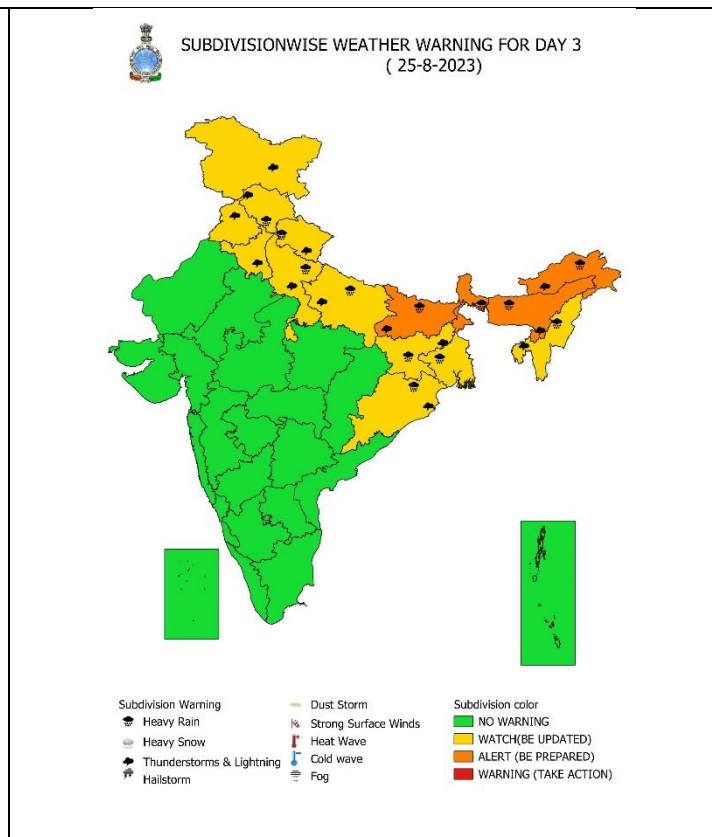 SUBDIVISIONWISE WEATHER WARNING FOR DAY 3
( 25-8-2023)
Subdivision Warning
Heavy Rain
Heavy Snow
Thunderstorms & Lightning
Hailstorm
Dust Storm
Strong Surface Winds
Heat Wave
Cold wave
Fog
Subdivision color
NO WARNING
WATCH(BE UPDATED)
ALERT (BE PREPARED)
WARNING (TAKE ACTION)